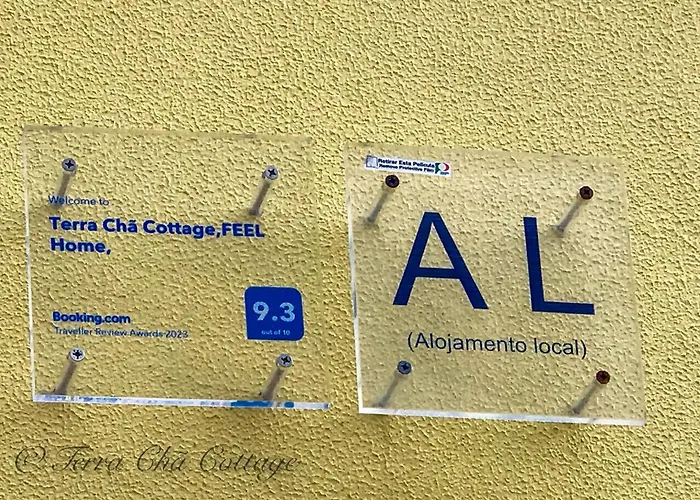 Welcome to
Terra Chã Cottage,FEEL
Home,
Booking.com
Traveller Review Awards 2023
9.3
out of 10
Retirar Esta Película
Remove Protective Film
A L
(Alojamento local)
© Terra Chã Cottage